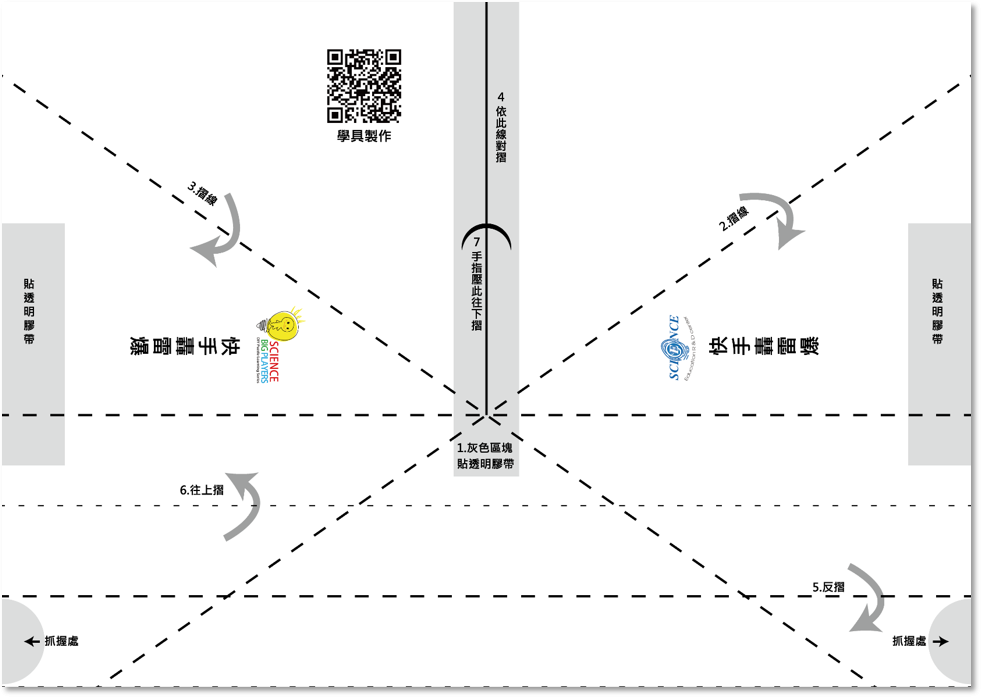 學具製作
4 依此線對摺
3.摺線
2.摺線
7 手指壓此往下摺
貼透明膠帶
貼透明膠帶
快手轟雷爆
SCIENCE
BIG PLAYERS
SCIENCE
快手轟雷爆
1.灰色區塊
貼透明膠帶
6.往上摺
5.反摺
抓握處
抓握處